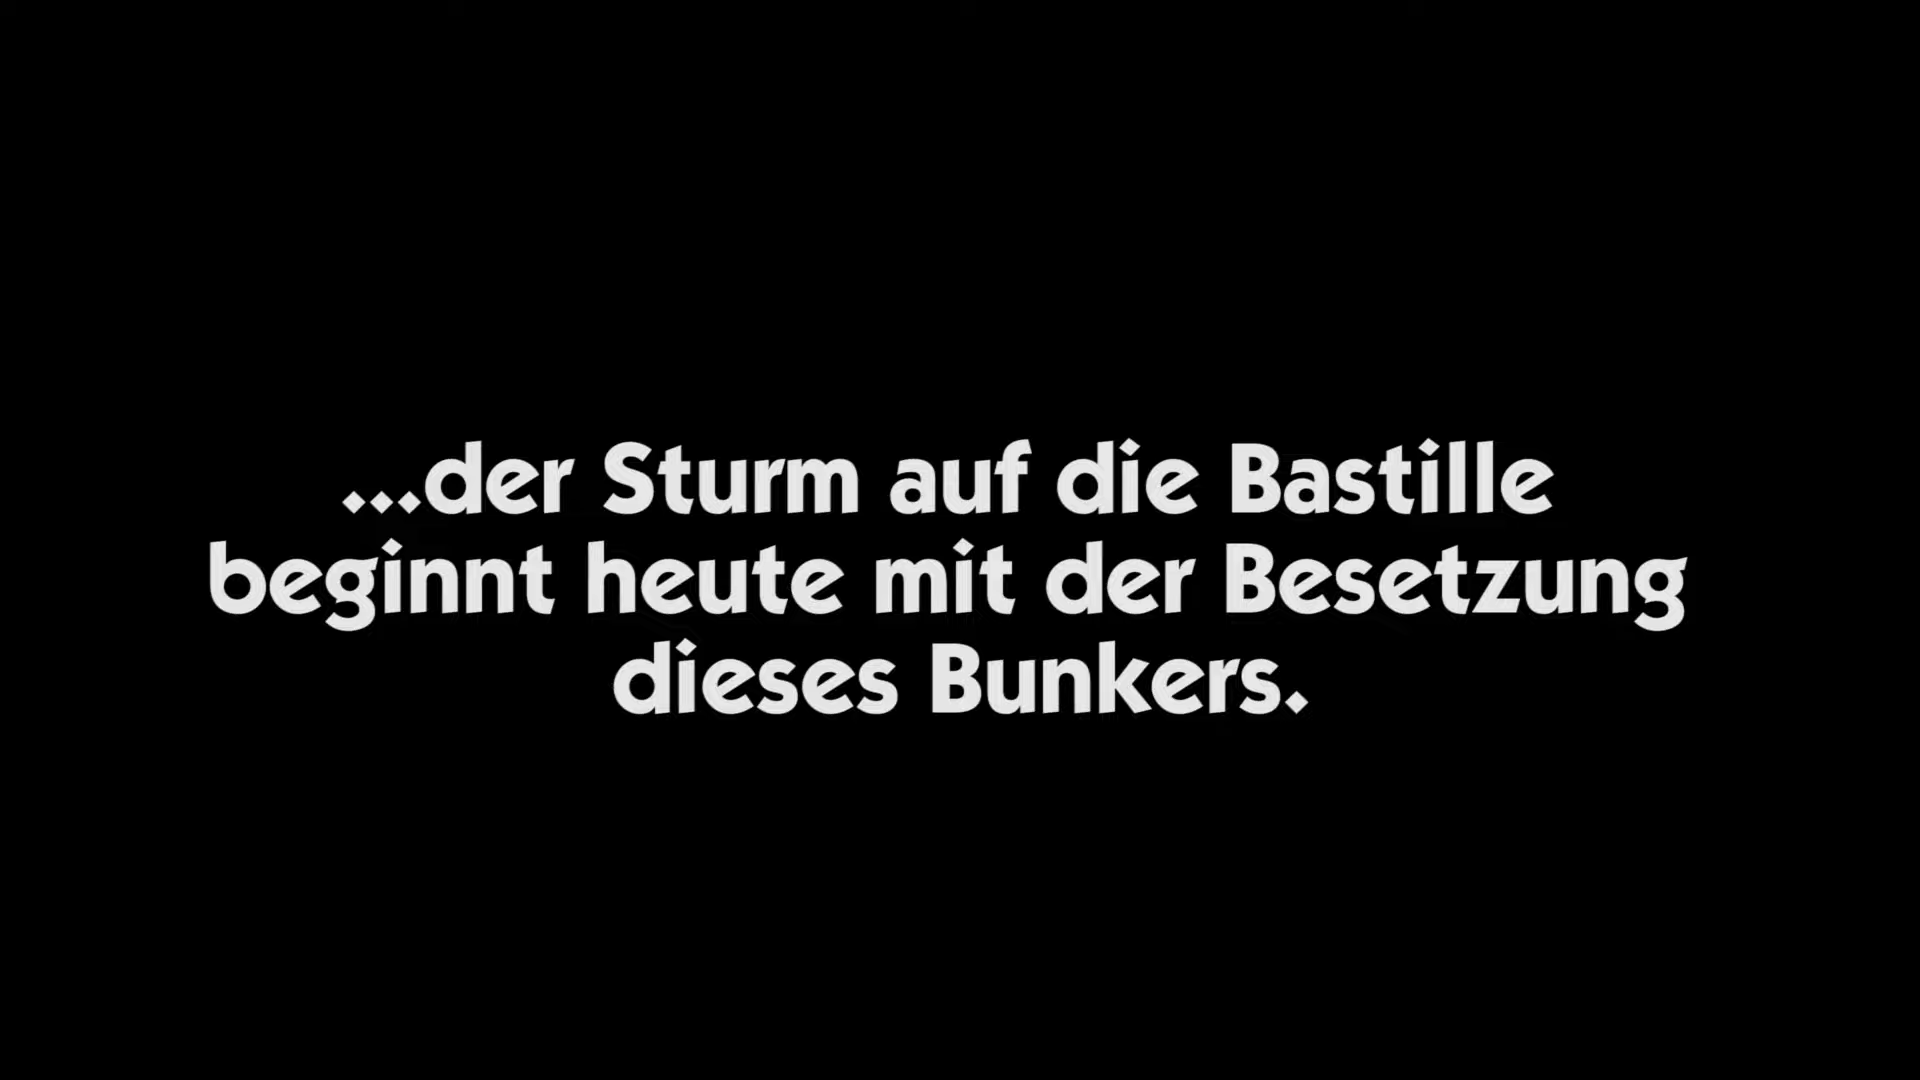 ...der Sturm auf die Bastille
beginnt heute mit der Besetzung
dieses Bunkers.